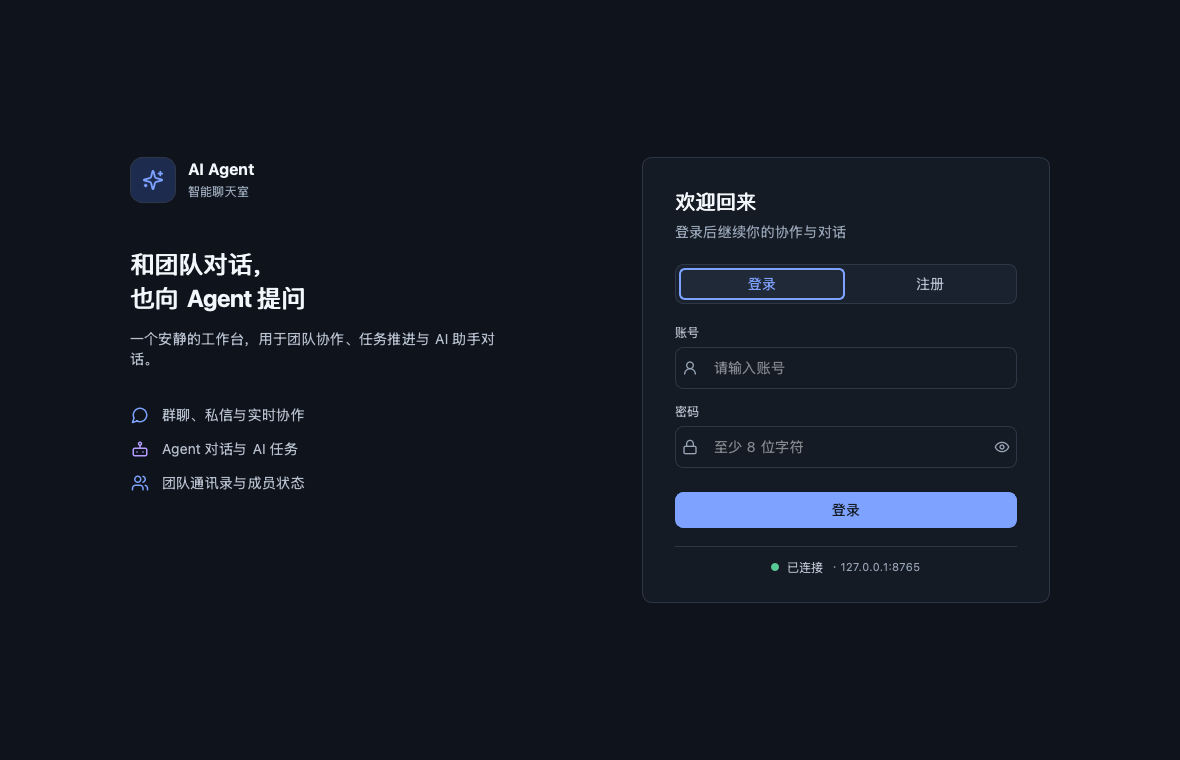 AI Agent
智能聊天室
和团队对话，
也向 Agent 提问
一个安静的工作台，用于团队协作、任务推进与 AI 助手对
话。
群聊、私信与实时协作
Agent 对话与 AI 任务
团队通讯录与成员状态
欢迎回来
登录后继续你的协作与对话
登录 注册
账号
请输入账号
密码
至少 8 位字符
登录
已连接 · 127.0.0.1:8765